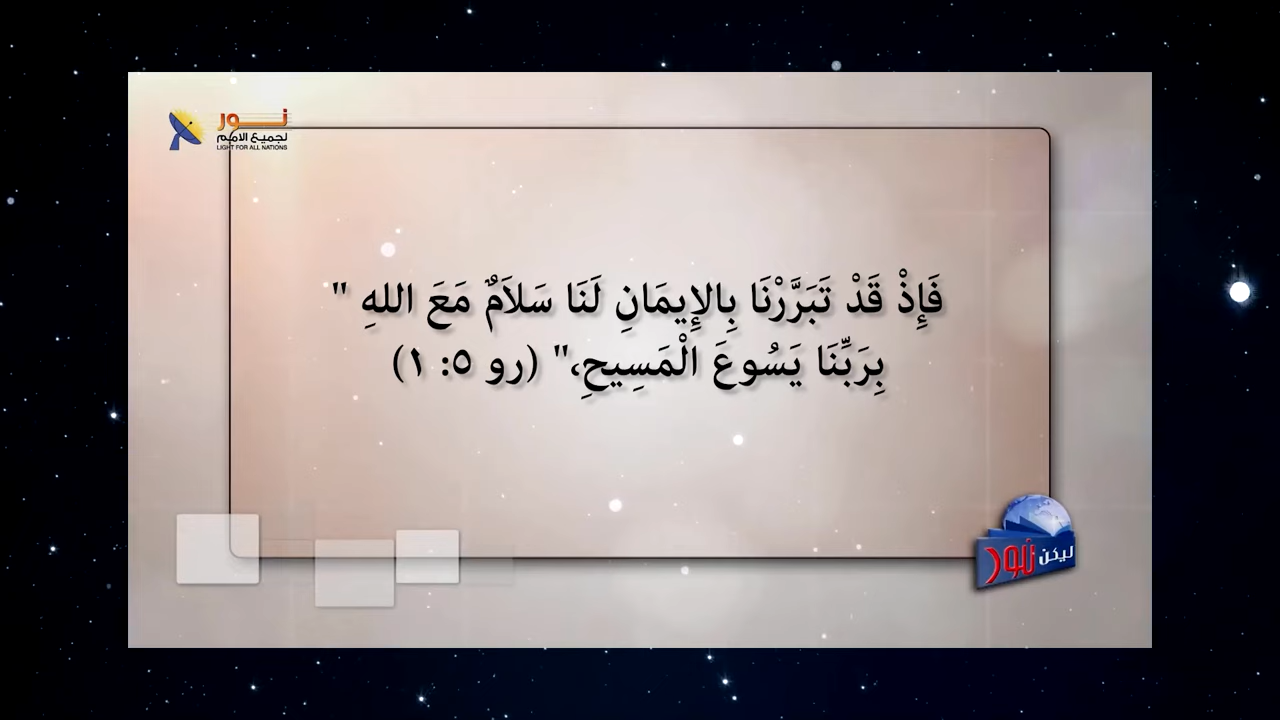 نور
لجميع الامم
LIGHT FOR ALL NATIONS
فَإِذْ قَدْ تَبَرَّرْنَا بِالإِيمَانِ لَنَا سَلاَمٌ مَعَ اللهِ "
بِرَبِّنَا يَسُوعَ الْمَسِيحِ،" (رو ٥: ١)
ليكن نور